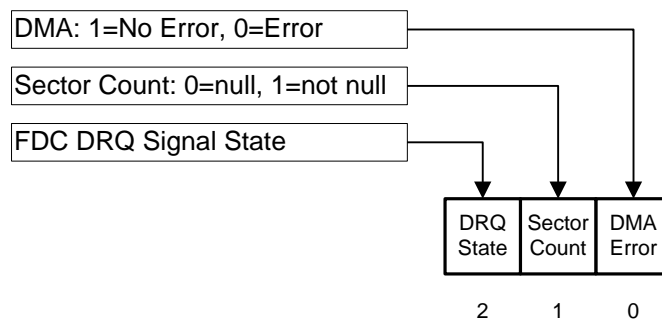 DMA: 1=No Error, 0=Error
Sector Count: 0=null, 1=not null
FDC DRQ Signal State
DRQ State
Sector Count
DMA Error
2 1 0